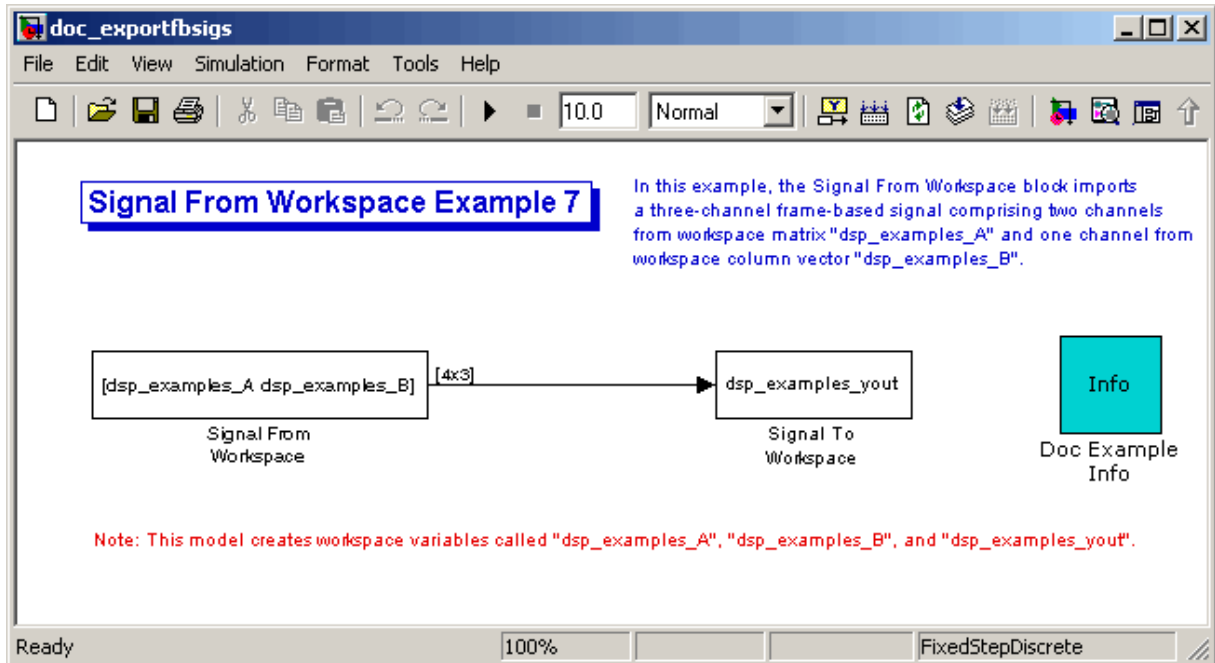 doc_exportfbsigs
File Edit View Simulation Format Tools Help
10.0 Normal
Signal From Workspace Example 7
In this example, the Signal From Workspace block imports
a three-channel frame-based signal comprising two channels
from workspace matrix "dsp_examples_A" and one channel from
workspace column vector "dsp_examples_B".
[dsp_examples_A dsp_examples_B]
[4x3]
dsp_examples_yout
Info
Signal From
Workspace
Signal To
Workspace
Doc Example
Info
Note: This model creates workspace variables called "dsp_examples_A", "dsp_examples_B", and "dsp_examples_yout".
Ready 100% FixedStepDiscrete